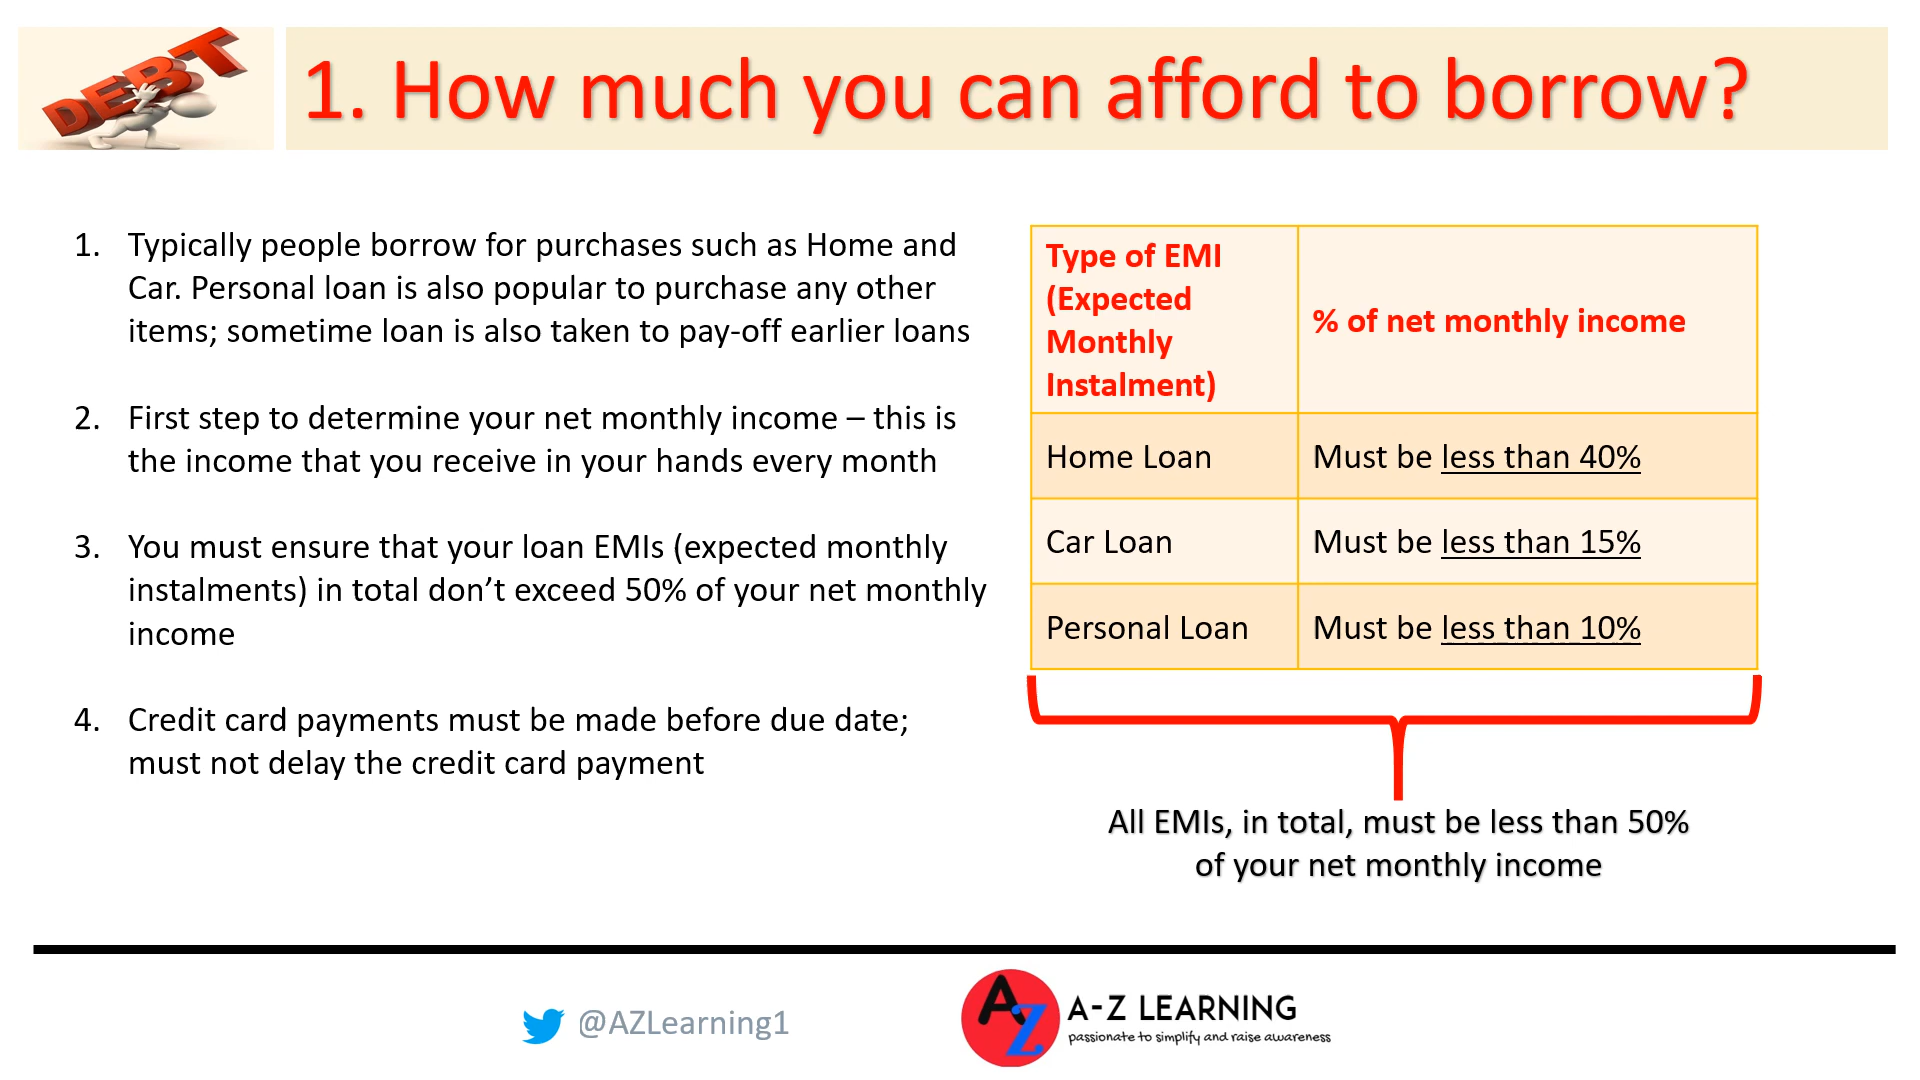 DEBT
1. How much you can afford to borrow?
1. Typically people borrow for purchases such as Home and
Car. Personal loan is also popular to purchase any other
items; sometime loan is also taken to pay-off earlier loans
2. First step to determine your net monthly income – this is
the income that you receive in your hands every month
3. You must ensure that your loan EMIs (expected monthly
instalments) in total don’t exceed 50% of your net monthly
income
4. Credit card payments must be made before due date;
must not delay the credit card payment
Type of EMI
(Expected
Monthly
Instalment)
% of net monthly income
Home Loan
Must be less than 40%
Car Loan
Must be less than 15%
Personal Loan
Must be less than 10%
All EMIs, in total, must be less than 50%
of your net monthly income
@AZLearning1
AZ
A-Z LEARNING
passionate to simplify and raise awareness